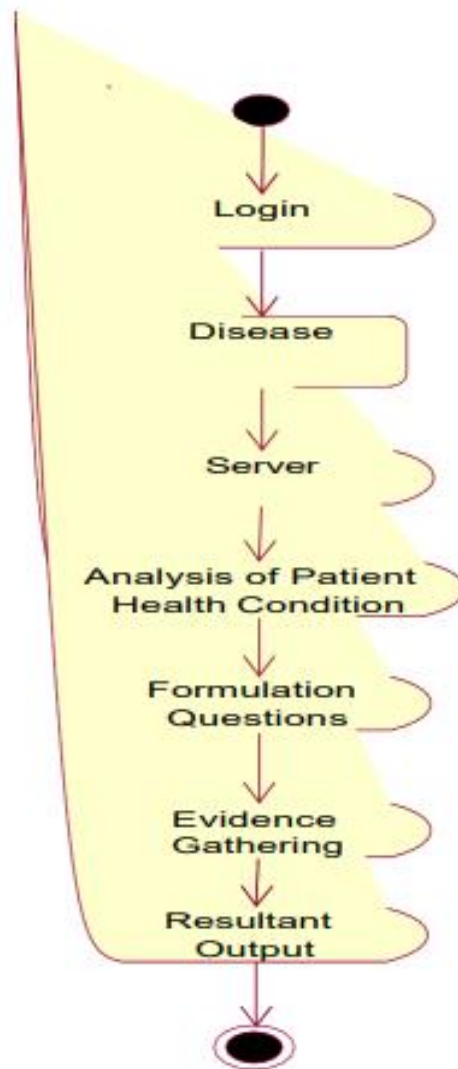 Login
Disease
Server
Analysis of Patient
Health Condition
Formulation
Questions
Evidence
Gathering
Resultant
Output